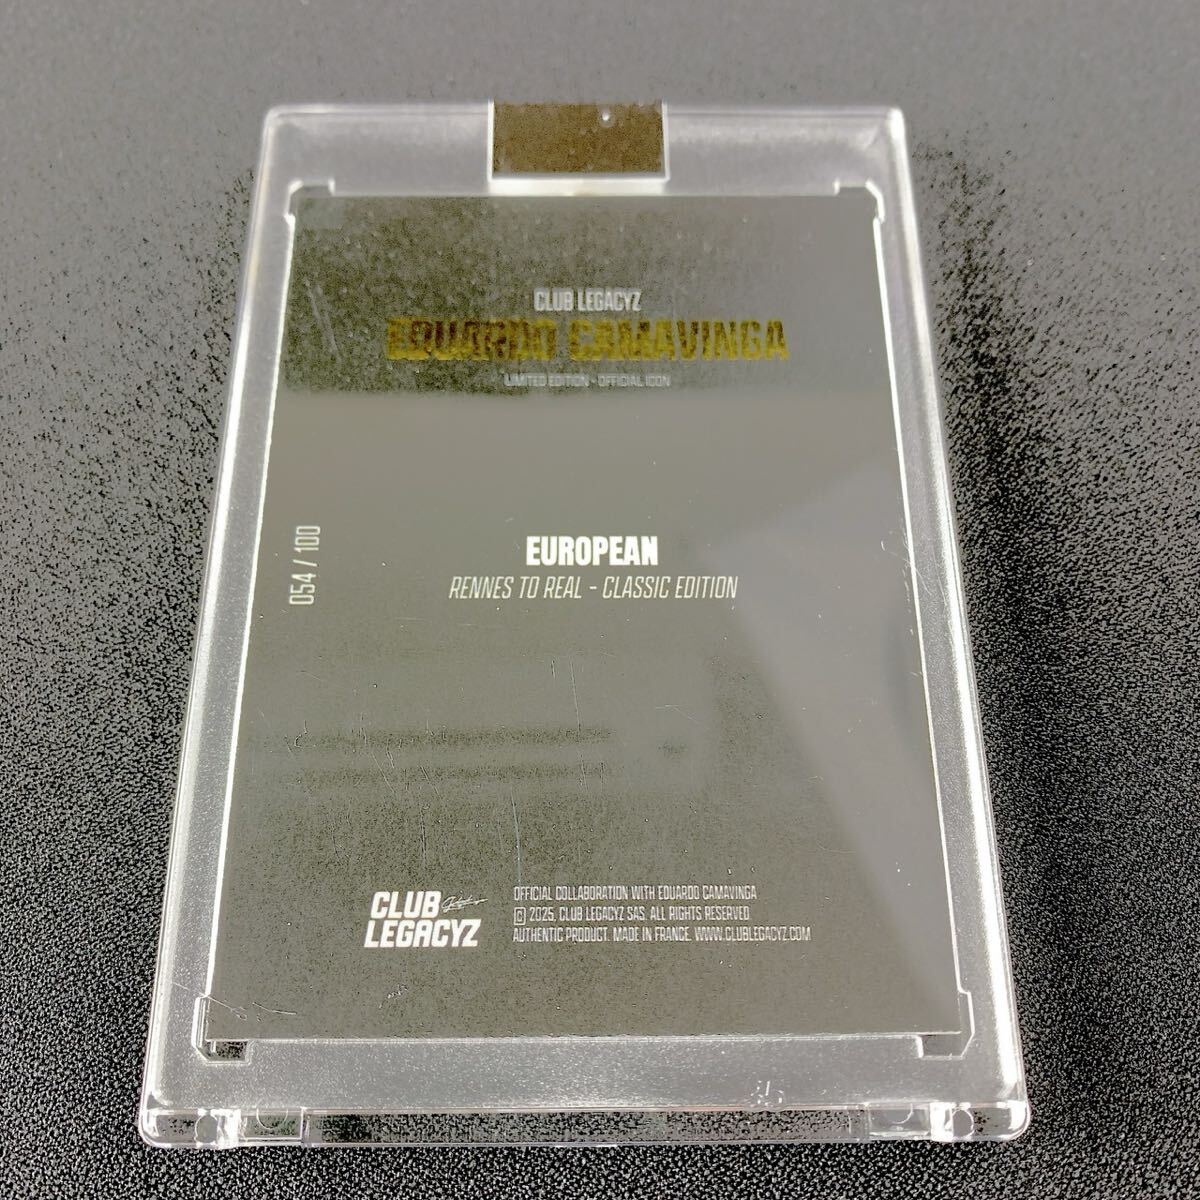 CLUB LEGACYZ
EDUARDO CAMAVINGA
LIMITED EDITION - OFFICIAL ICON
054 / 100
EUROPEAN
RENNES TO REAL - CLASSIC EDITION
CLUB
LEGACYZ
OFFICIAL COLLABORATION WITH EDUARDO CAMAVINGA
© 2025, CLUB LEGACYZ SAS. ALL RIGHTS RESERVED
AUTHENTIC PRODUCT. MADE IN FRANCE. WWW.CLUBLEGACYZ.COM